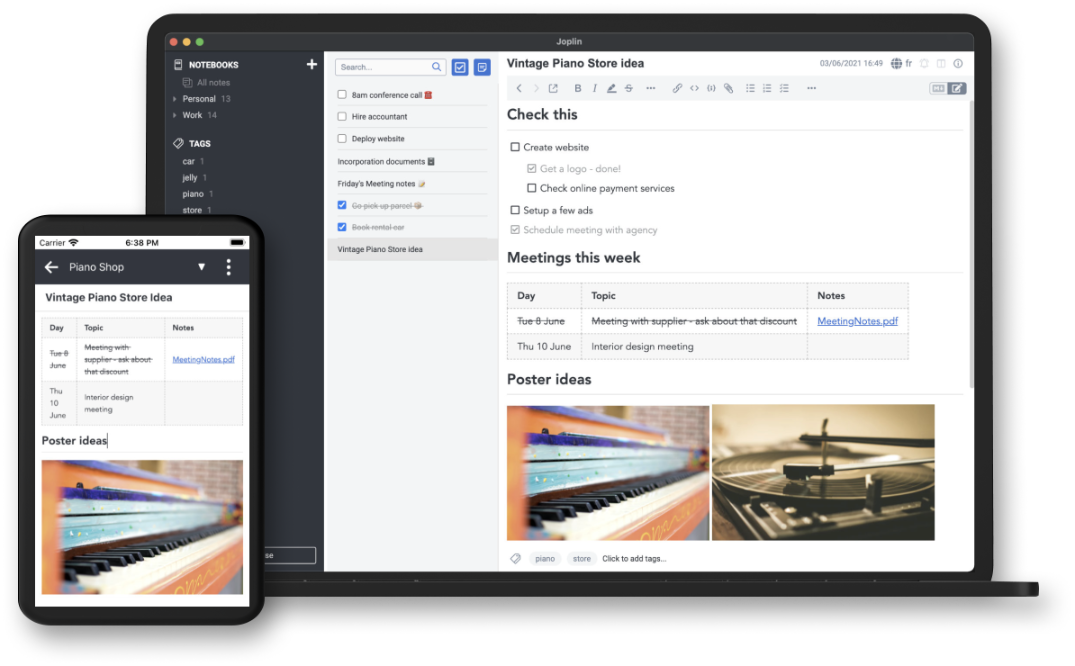 Joplin
NOTEBOOKS
All notes
Personal 13
Work 14
TAGS
car 1
jelly 1
piano 1
store 1
Search...
8am conference call
Hire accountant
Deploy website
Incorporation documents
Friday's Meeting notes
Go pick up parcel
Book rental car
Vintage Piano Store idea
Vintage Piano Store idea
03/06/2021 16:49 fr
B I S
Check this
Create website
Get a logo - done!
Check online payment services
Setup a few ads
Schedule meeting with agency
Meetings this week
Day Topic Notes
Tue 8 June Meeting with supplier - ask about that discount MeetingNotes.pdf
Thu 10 June Interior design meeting
Poster ideas
piano store Click to add tags...
Carrier 6:38 PM
Piano Shop
Vintage Piano Store Idea
Day Topic Notes
Tue 8
June
Meeting with
supplier - ask about
that discount
MeetingNotes.pdf
Thu
10
June
Interior design
meeting
Poster ideas